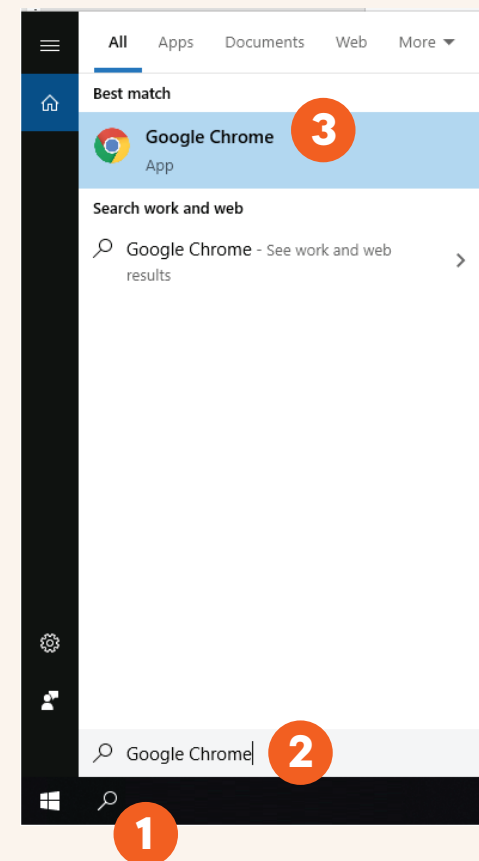 All Apps Documents Web More
Best match
Google Chrome 3
App
Search work and web
Google Chrome - See work and web
results
Google Chrome 2
1